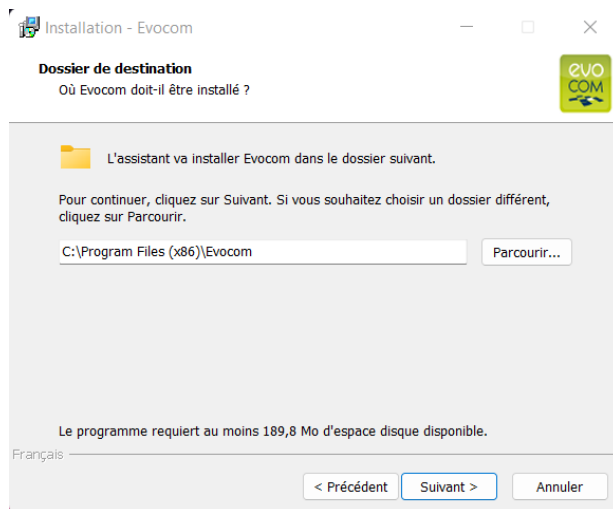 Installation - Evocom
Dossier de destination
Où Evocom doit-il être installé ?
evo
COM
L'assistant va installer Evocom dans le dossier suivant.
Pour continuer, cliquez sur Suivant. Si vous souhaitez choisir un dossier différent,
cliquez sur Parcourir.
C:\Program Files (x86)\Evocom
Parcourir...
Le programme requiert au moins 189,8 Mo d'espace disque disponible.
Français
< Précédent
Suivant >
Annuler